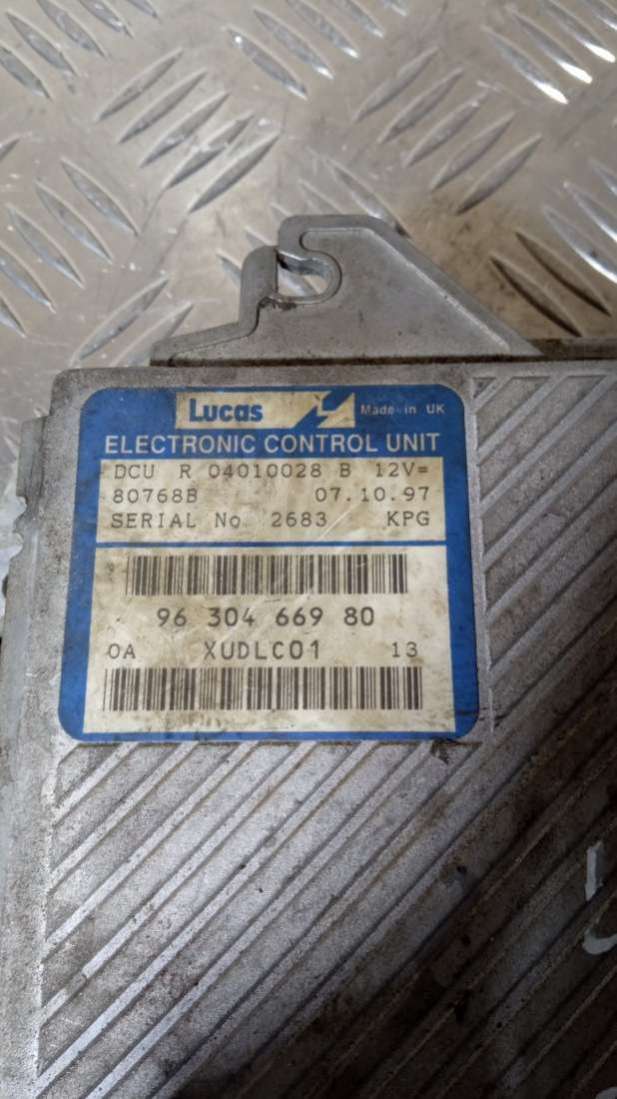 Lucas Made in UK
ELECTRONIC CONTROL UNIT
DCU R 04010028 B 12V=
80768B 07.10.97
SERIAL No 2683 KPG
96 304 669 80
0A XUDLC01 13